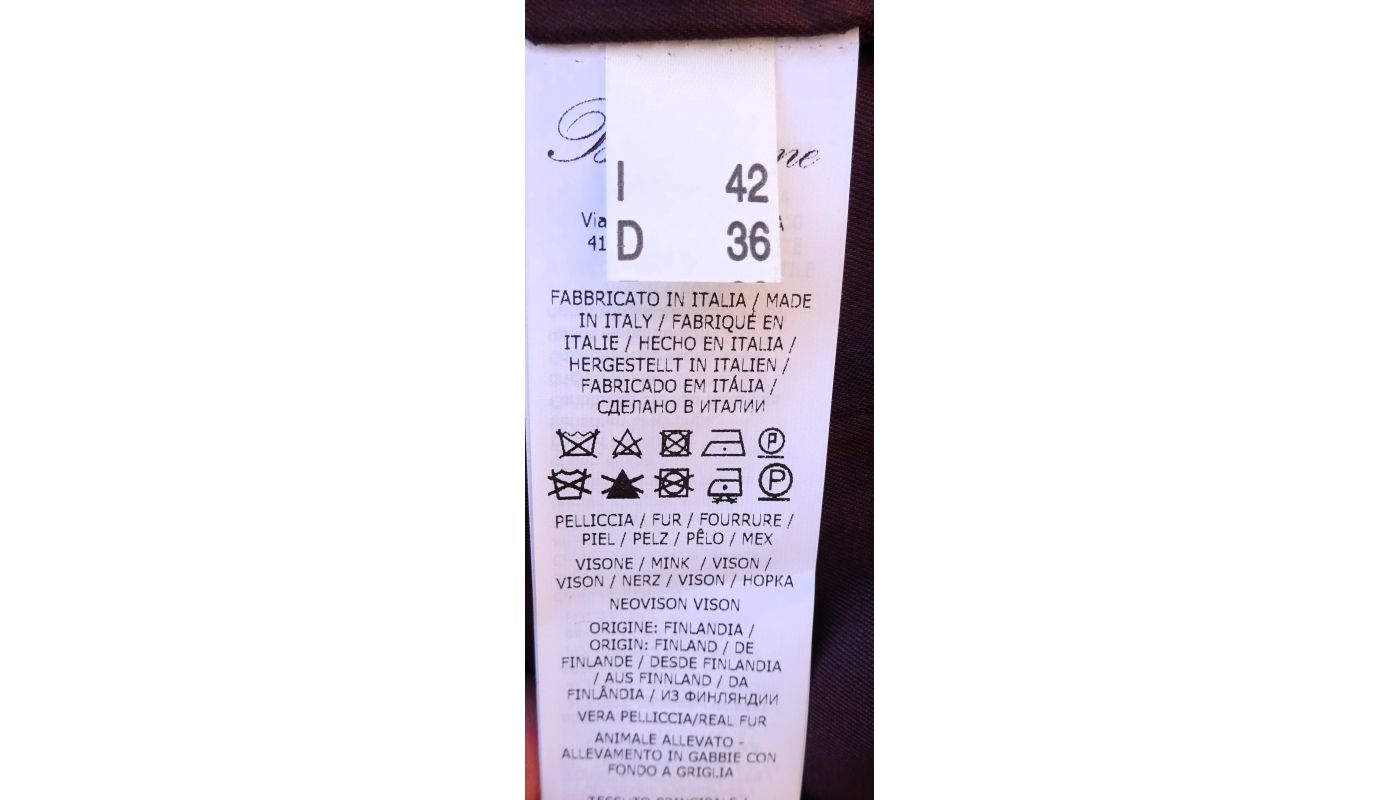 I 42
D 36
Via
41
FABBRICATO IN ITALIA / MADE
IN ITALY / FABRIQUÉ EN
ITALIE / HECHO EN ITALIA /
HERGESTELLT IN ITALIEN /
FABRICADO EM ITÁLIA /
СДЕЛАНО В ИТАЛИИ
P
P
PELLICCIA / FUR / FOURRURE /
PIEL / PELZ / PÊLO / МЕХ
VISONE / MINK / VISON /
VISON / NERZ / VISON / НОРКА
NEOVISON VISON
ORIGINE: FINLANDIA /
ORIGIN: FINLAND / DE
FINLANDE / DESDE FINLANDIA
/ AUS FINNLAND / DA
FINLÂNDIA / ИЗ ФИНЛЯНДИИ
VERA PELLICCIA/REAL FUR
ANIMALE ALLEVATO -
ALLEVAMENTO IN GABBIE CON
FONDO A GRIGLIA